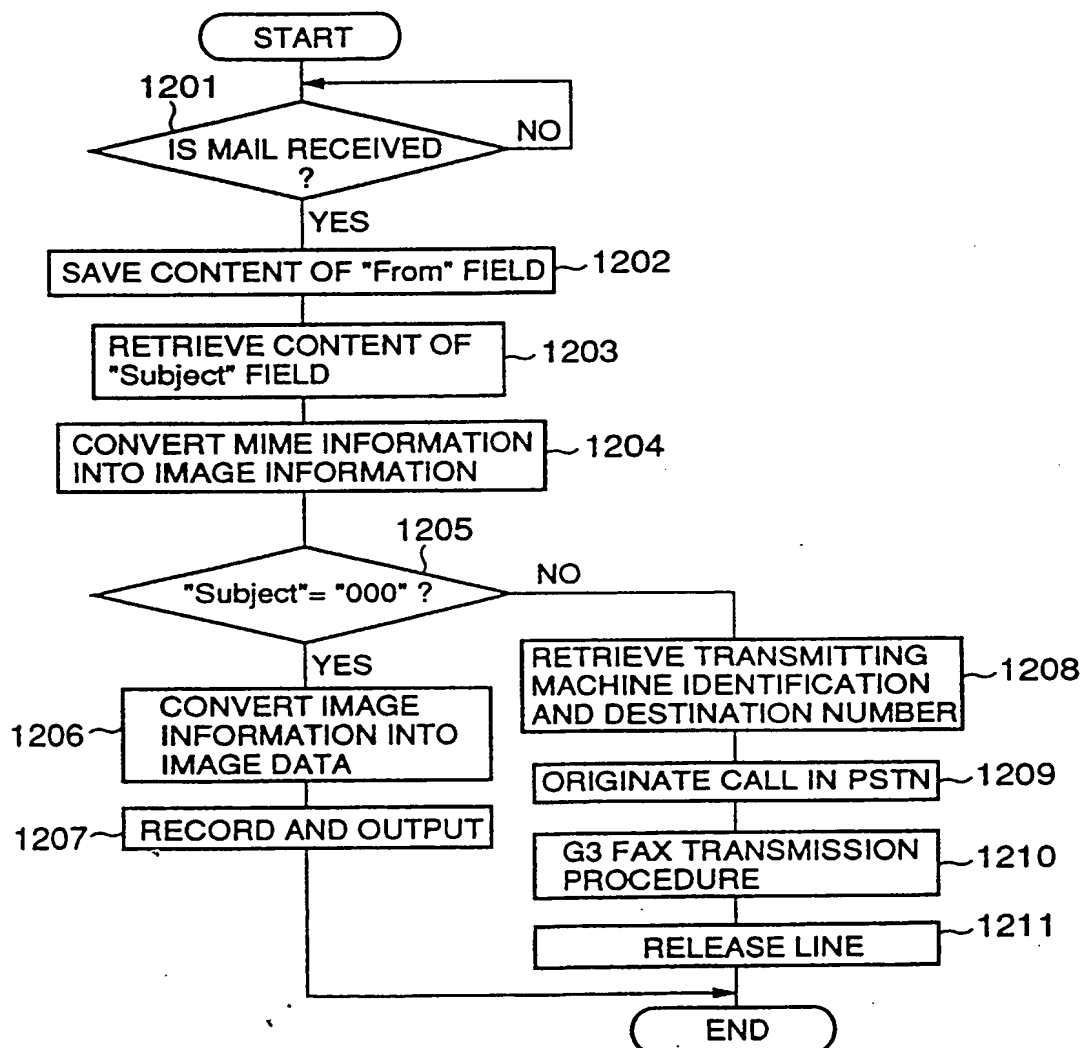 START
1201
IS MAIL RECEIVED
?
NO
YES
SAVE CONTENT OF "From" FIELD
1202
RETRIEVE CONTENT OF
"Subject" FIELD
1203
CONVERT MIME INFORMATION
INTO IMAGE INFORMATION
1204
1205
"Subject"= "000" ?
NO
YES
CONVERT IMAGE
INFORMATION INTO
IMAGE DATA
1206
RECORD AND OUTPUT
1207
RETRIEVE TRANSMITTING
MACHINE IDENTIFICATION
AND DESTINATION NUMBER
1208
ORIGINATE CALL IN PSTN
1209
G3 FAX TRANSMISSION
PROCEDURE
1210
RELEASE LINE
1211
END